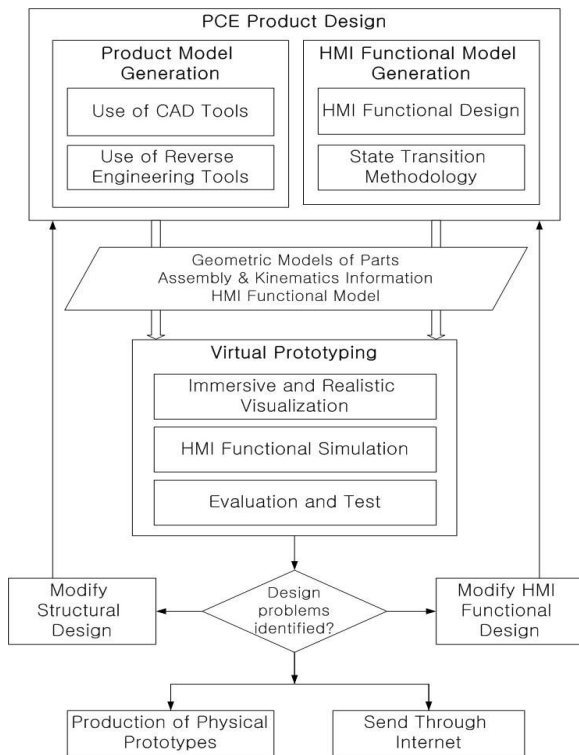 PCE Product Design
Product Model
Generation
Use of CAD Tools
Use of Reverse
Engineering Tools
HMI Functional Model
Generation
HMI Functional Design
State Transition
Methodology
Geometric Models of Parts
Assembly & Kinematics Information
HMI Functional Model
Virtual Prototyping
Immersive and Realistic
Visualization
HMI Functional Simulation
Evaluation and Test
Modify
Structural
Design
Design
problems
identified?
Modify HMI
Functional
Design
Production of Physical
Prototypes
Send Through
Internet